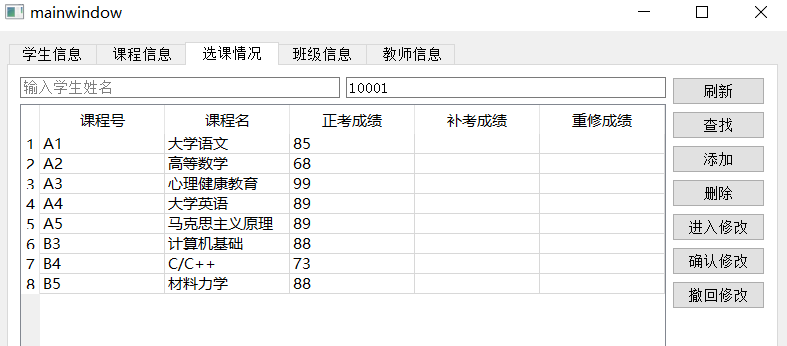 mainwindow
学生信息 课程信息 选课情况 班级信息 教师信息
输入学生姓名 10001 刷新
课程号 课程名 正考成绩 补考成绩 重修成绩
查找
1 A1 大学语文 85
2 A2 高等数学 68
添加
3 A3 心理健康教育 99
删除
4 A4 大学英语 89
5 A5 马克思主义原理 89
进入修改
6 B3 计算机基础 88
7 B4 C/C++ 73
确认修改
8 B5 材料力学 88
撤回修改